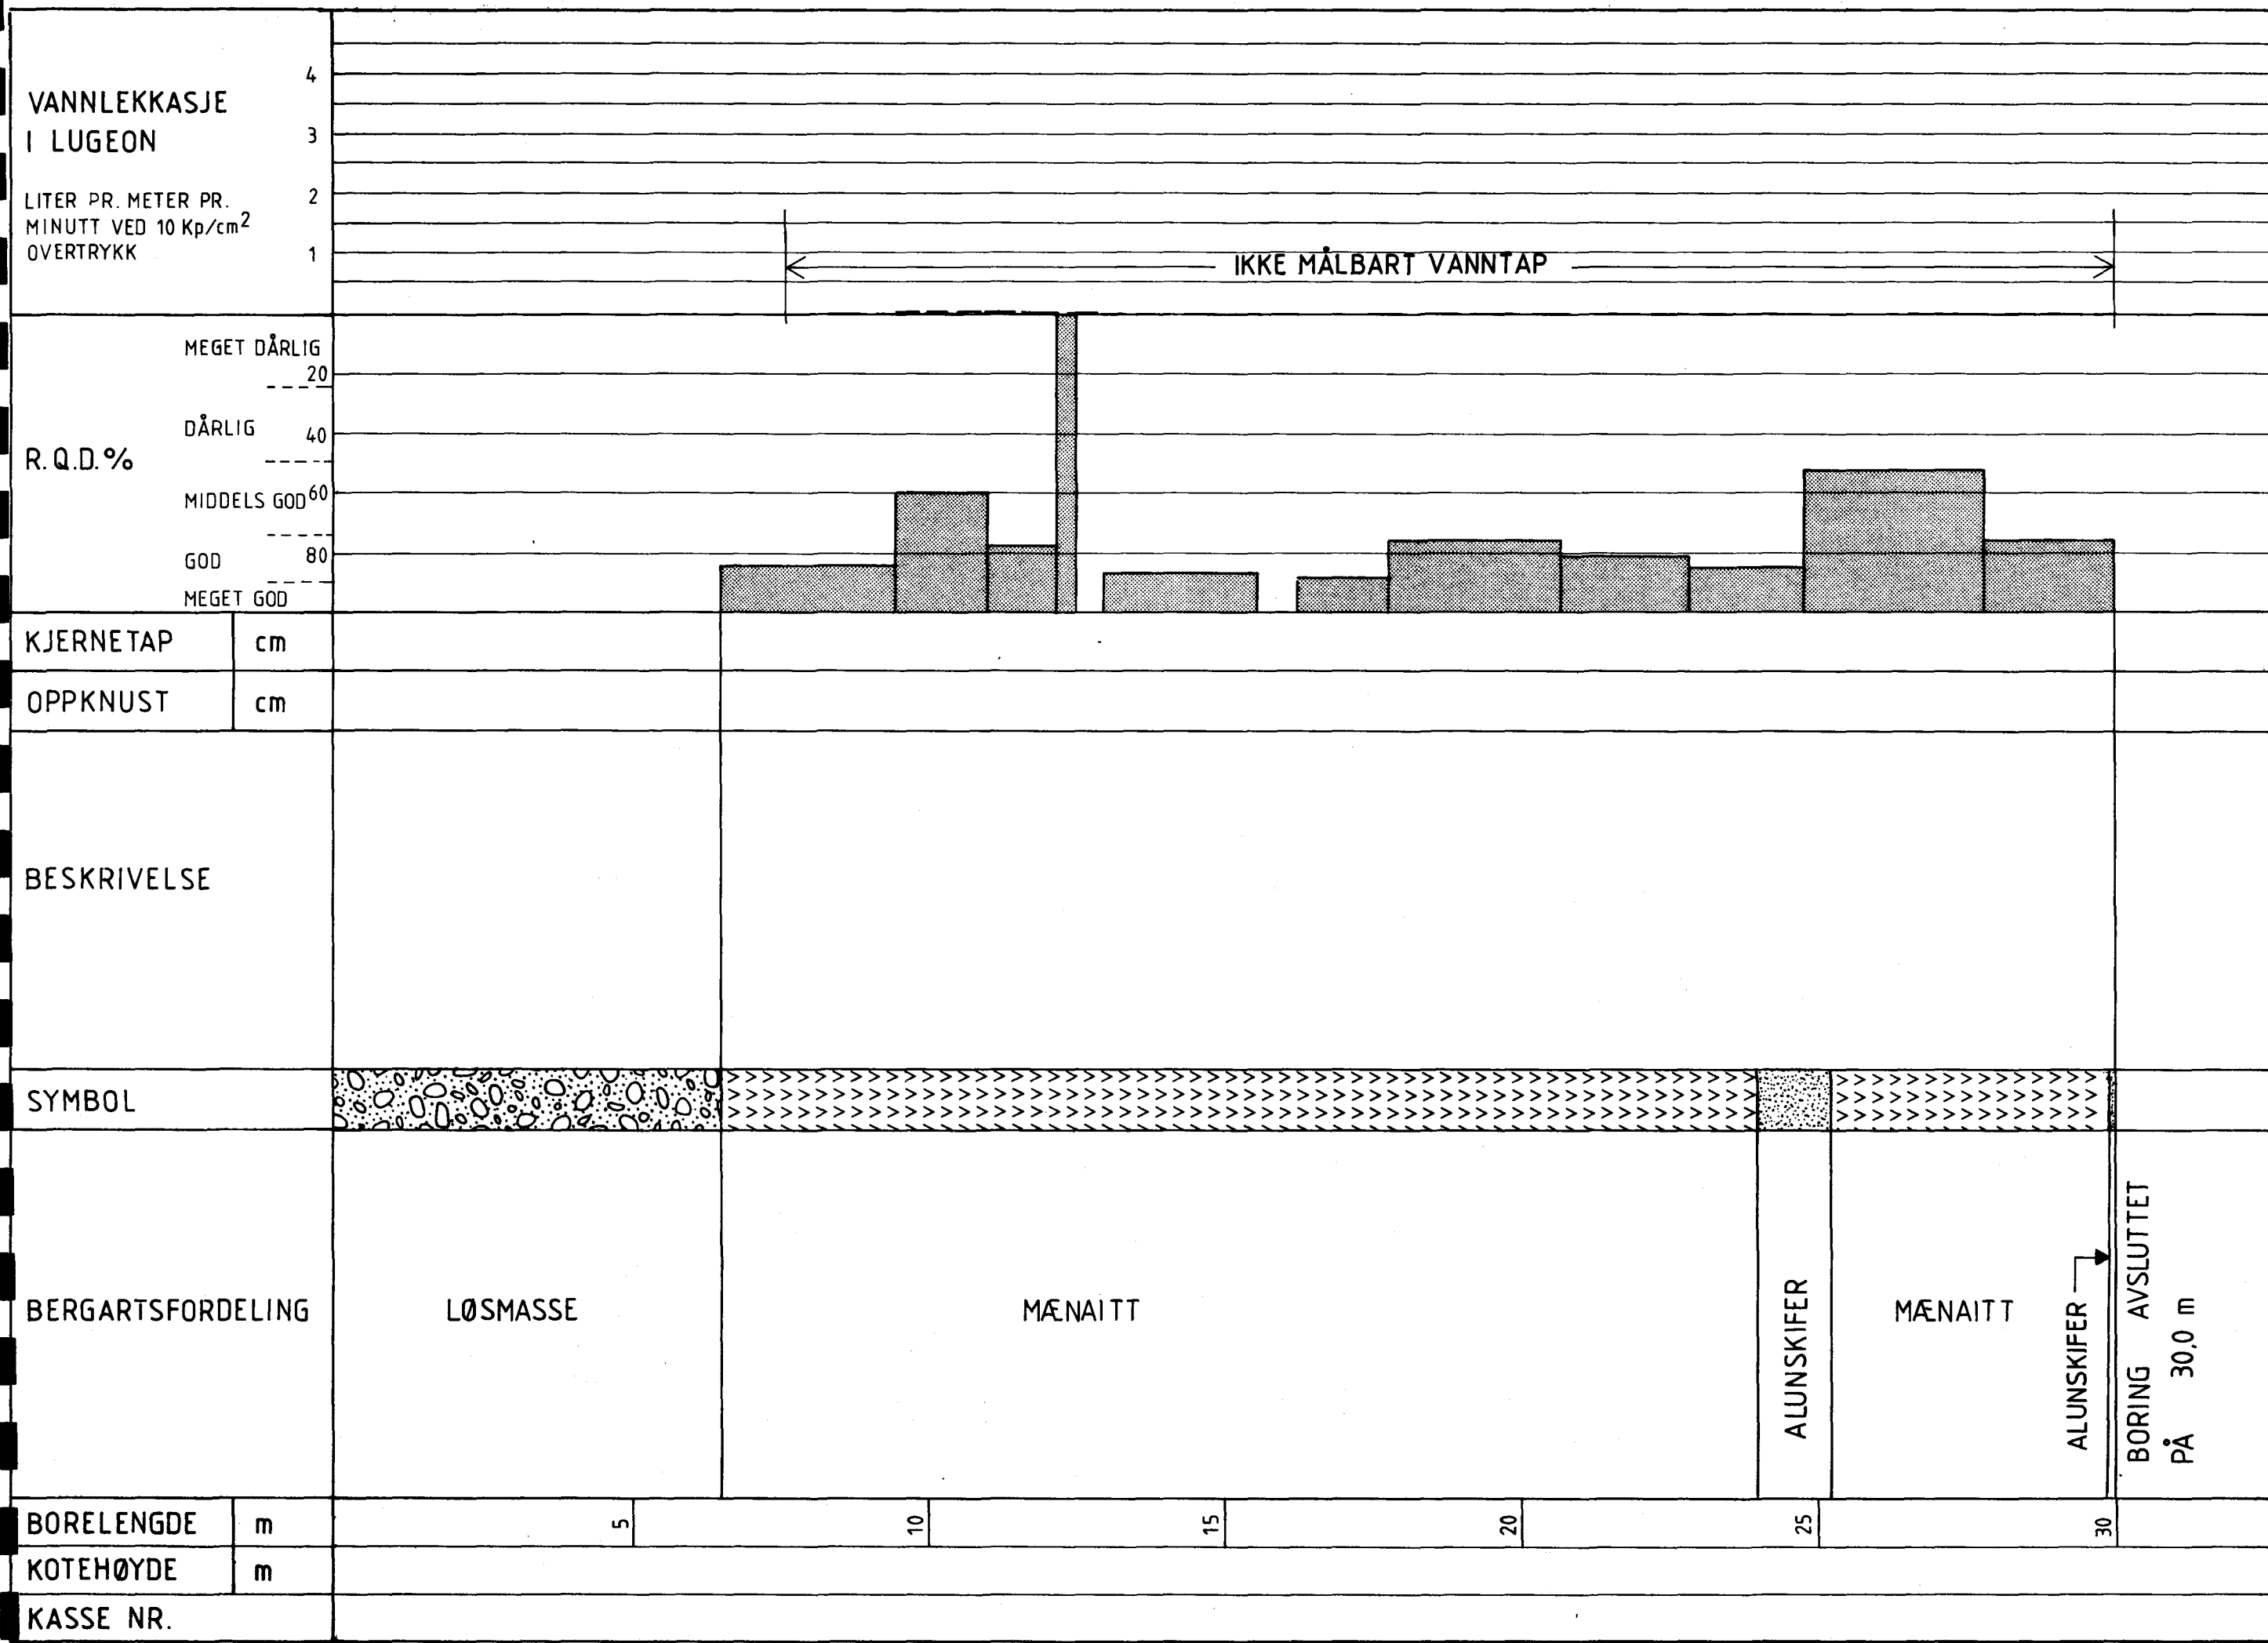 VANNLEKKASJE
I LUGEON
LITER PR. METER PR.
MINUTT VED 10 Kp/cm2
OVERTRYKK
4
3
2
1
IKKE MÅLBART VANNTAP
R.Q.D.%
MEGET DÅRLIG
20
DÅRLIG
40
MIDDELS GOD
60
GOD
80
MEGET GOD
KJERNETAP cm
OPPKNUST cm
BESKRIVELSE
SYMBOL
BERGARTSFORDELING
LØSMASSE
MÆNAITT
ALUNSKIFER
MÆNAITT
ALUNSKIFER
BORING AVSLUTTET
PÅ 30,0 m
BORELENGDE m
5
10
15
20
25
30
KOTEHØYDE m
KASSE NR.